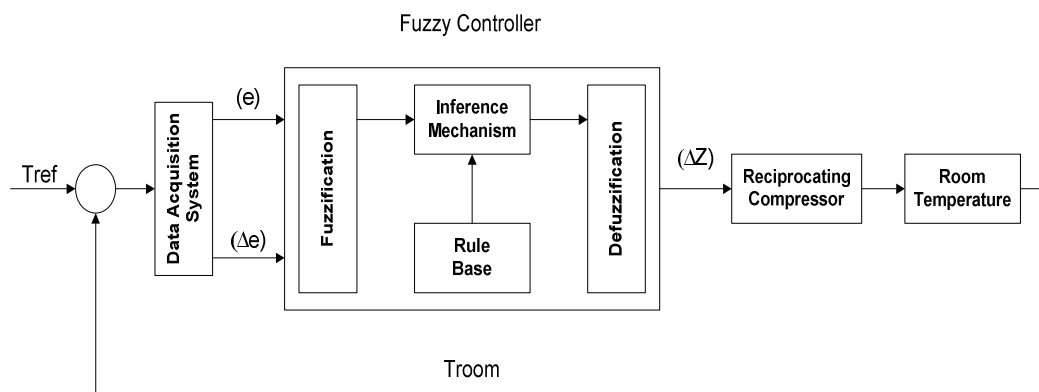 Fuzzy Controller
Tref
Data Acquisition
System
(e)
(Δe)
Fuzzification
Inference
Mechanism
Rule
Base
Defuzzification
(ΔZ)
Reciprocating
Compressor
Room
Temperature
Troom